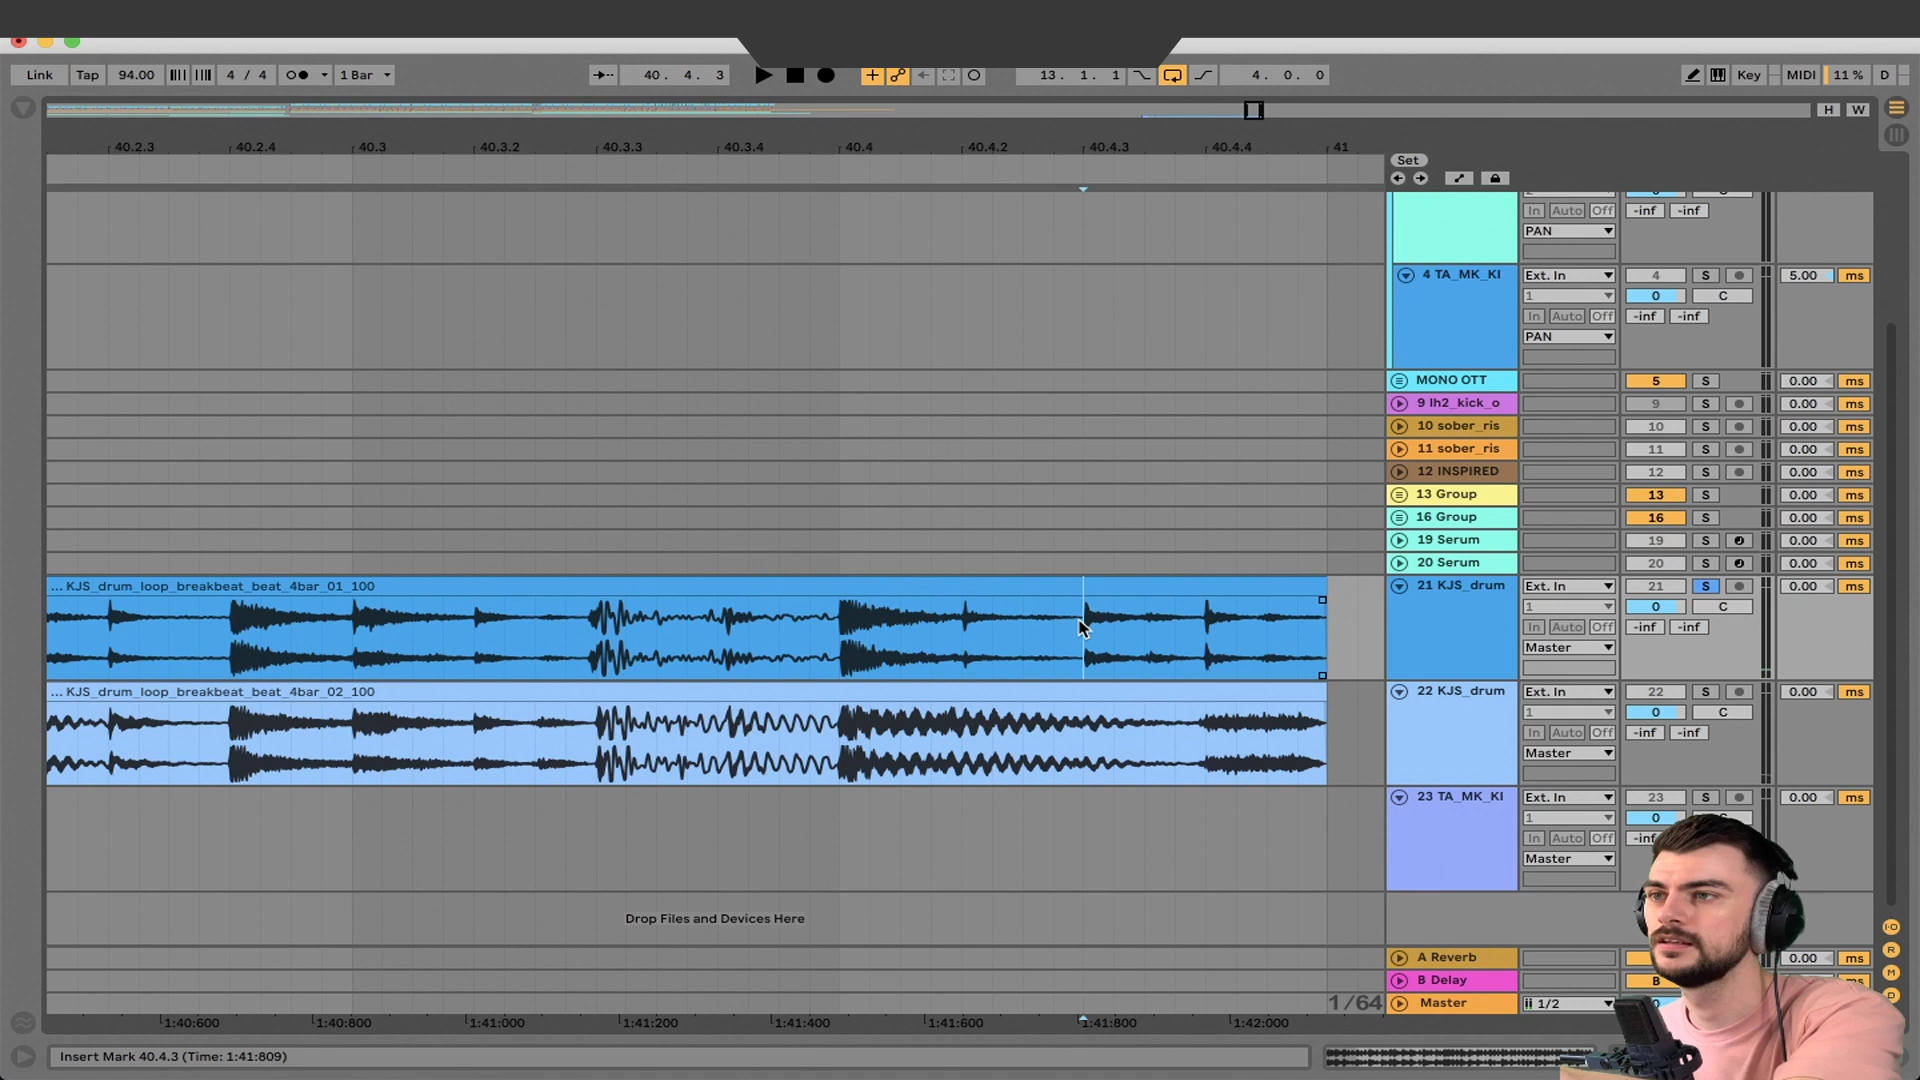 Link Tap 94.00 4 / 4 1 Bar 40 . 4 . 3 13 . 1 . 1 4 . 0 . 0 Key MIDI 11 % D
H W
40.2.3 40.2.4 40.3 40.3.2 40.3.3 40.3.4 40.4 40.4.2 40.4.3 40.4.4 41
Set
In Auto Off -inf -inf
PAN
4 TA_MK_KI Ext. In 4 S 5.00 ms
1 0 C
In Auto Off -inf -inf
PAN
MONO OTT 5 S 0.00 ms
9 lh2_kick_o 9 S 0.00 ms
10 sober_ris 10 S 0.00 ms
11 sober_ris 11 S 0.00 ms
12 INSPIRED 12 S 0.00 ms
13 Group 13 S 0.00 ms
16 Group 16 S 0.00 ms
19 Serum 19 S 0.00 ms
20 Serum 20 S 0.00 ms
... KJS_drum_loop_breakbeat_beat_4bar_01_100 21 KJS_drum Ext. In 21 S 0.00 ms
1 0 C
In Auto Off -inf -inf
Master
... KJS_drum_loop_breakbeat_beat_4bar_02_100 22 KJS_drum Ext. In 22 S 0.00 ms
1 0 C
In Auto Off -inf -inf
Master
23 TA_MK_KI Ext. In 23 S 0.00 ms
1 0
In Auto Off -inf
Master
Drop Files and Devices Here
I·O
R
M
D
A Reverb 0.00 ms
B Delay B
1/64 Master 1/2
1:40:600 1:40:800 1:41:000 1:41:200 1:41:400 1:41:600 1:41:800 1:42:000
Insert Mark 40.4.3 (Time: 1:41:809)